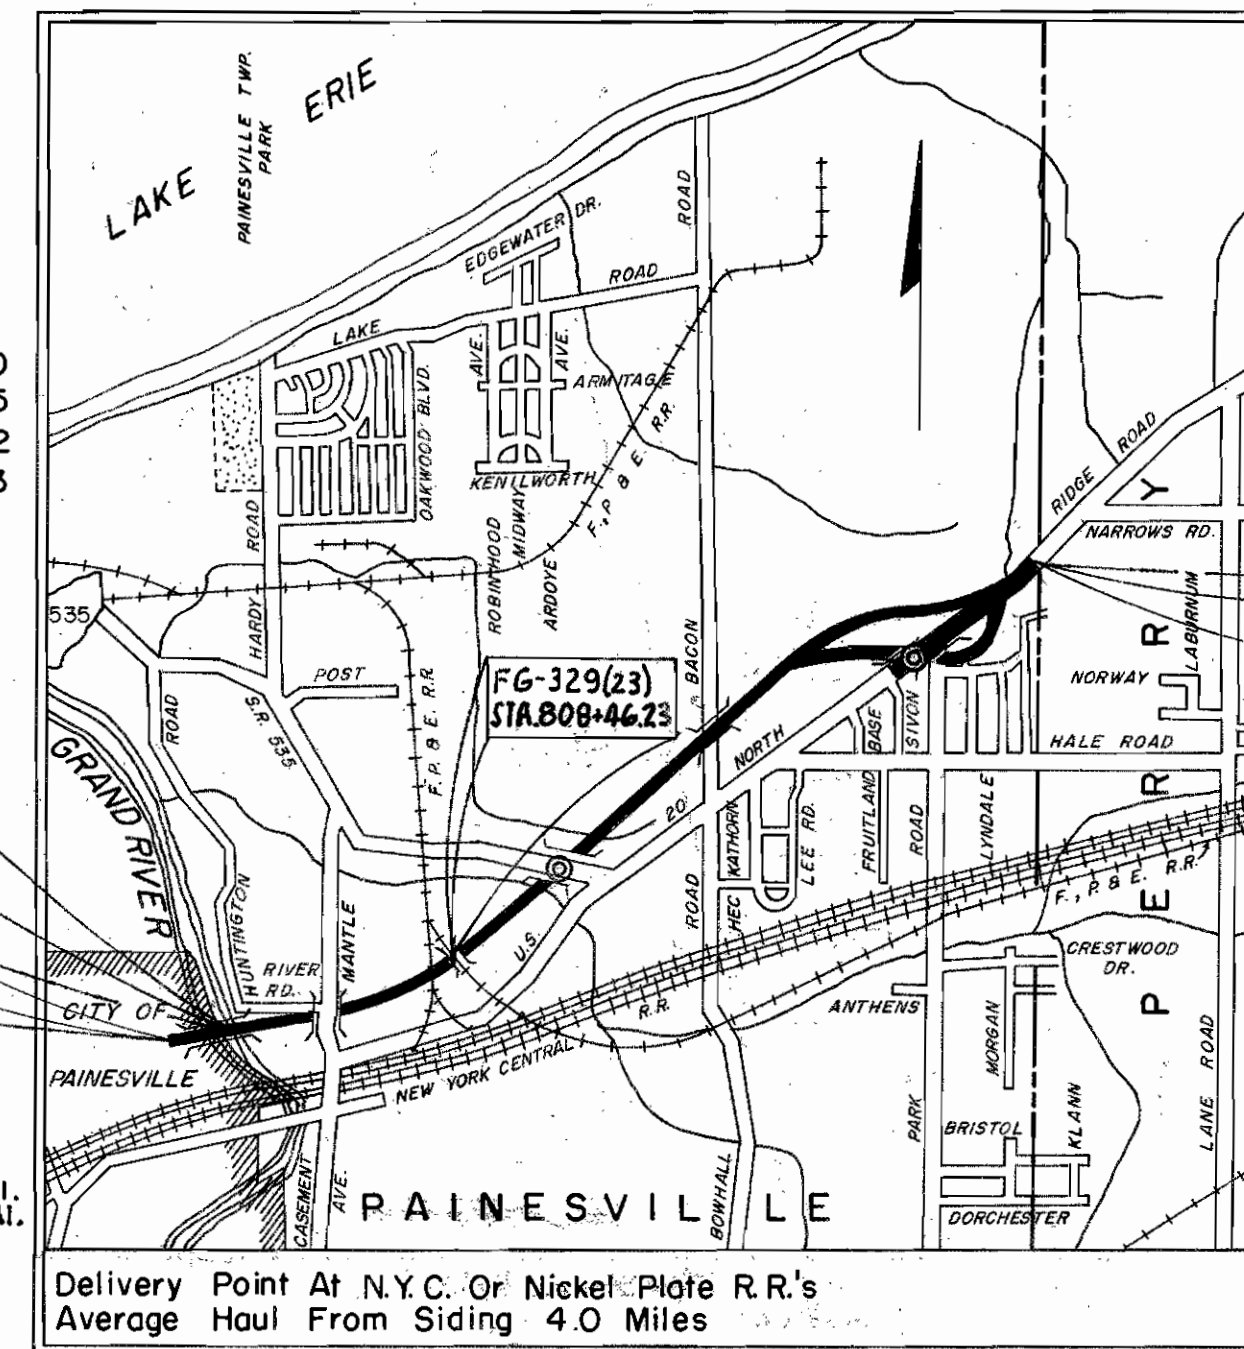 LAKE ERIE
PAINESVILLE TWP.
PARK
EDGEWATER DR.
ROAD
ROAD
LAKE
AVE.
AVE.
ARMITAGE
OAKWOOD BLVD.
F., P & E. R.R.
KENILWORTH
ROBINHOOD
MIDWAY
ARDOYE
HARDY ROAD
RIDGE ROAD
NARROWS RD.
535
POST
ROAD
S.R. 535
F. P. & E. R.R
FG-329(23)
STA.808+46.23
BACON
LABURNUM
NORWAY
HALE ROAD
PERRY
NORTH
BASE
SIVON
GRAND RIVER
20
KATHORN
LEE RD.
FRUITLAND
ROAD
LYNDALE
HUNTINGTON
MANTLE
U.S.
ROAD
HEC
F., P. & E. R.R.
RIVER
RD.
CITY OF
PAINESVILLE
NEW YORK CENTRAL R.R.
ANTHENS
CRESTWOOD
DR.
MORGAN
LANE ROAD
PARK
BRISTOL
KLANN
CASEMENT
AVE.
PAINESVILLE
BOWHALL
DORCHESTER
Delivery Point At N.Y.C. Or Nickel Plate R.R.'s
Average Haul From Siding 4.0 Miles